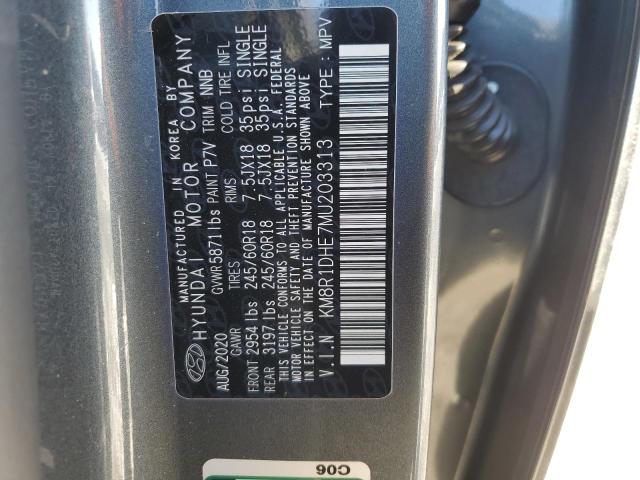 MANUFACTURED IN KOREA BY
HYUNDAI MOTOR COMPANY
AUG/2020 GVWR 5871lbs PAINT P7V TRIM NNB
GAWR TIRES RIMS COLD TIRE INFL
FRONT 2954 lbs 245/60R18 7.5JX18 35psi SINGLE
REAR 3197 lbs 245/60R18 7.5JX18 35psi SINGLE
THIS VEHICLE CONFORMS TO ALL APPLICABLE U.S.A. FEDERAL
MOTOR VEHICLE SAFETY AND THEFT PREVENTION STANDARDS
IN EFFECT ON THE DATE OF MANUFACTURE SHOWN ABOVE
V.I.N KM8R1DHE7MU203313 TYPE : MPV
C06